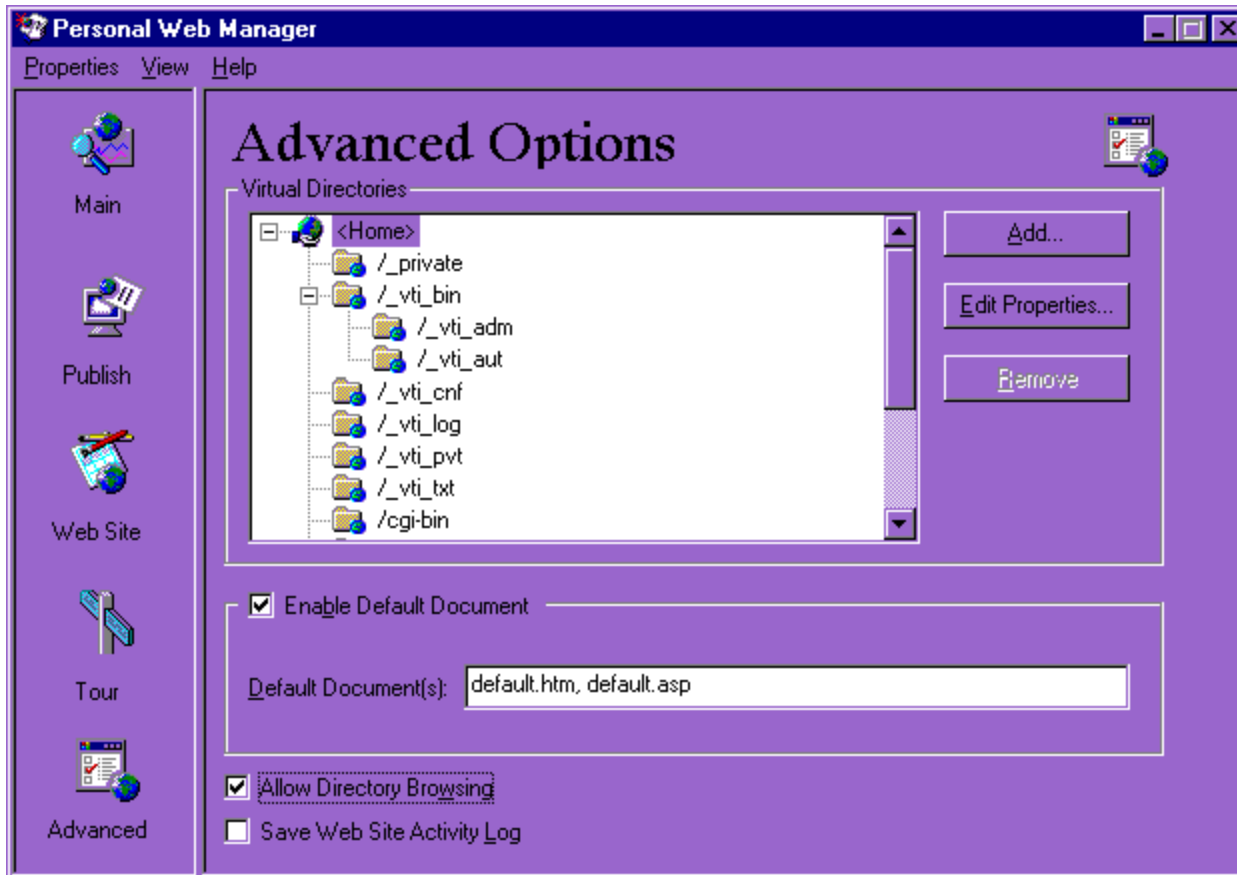 Personal Web Manager
Properties View Help
Main
Publish
Web Site
Tour
Advanced
Advanced Options
Virtual Directories
<Home>
/_private
/_vti_bin
/_vti_adm
/_vti_aut
/_vti_cnf
/_vti_log
/_vti_pvt
/_vti_txt
/cgi-bin
Add...
Edit Properties...
Remove
Enable Default Document
Default Document(s): default.htm, default.asp
Allow Directory Browsing
Save Web Site Activity Log